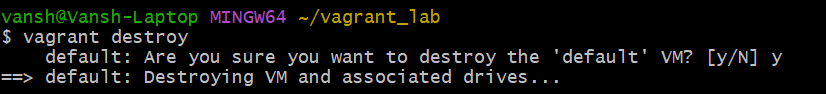 vansh@Vansh-Laptop MINGW64 ~/vagrant_lab
$ vagrant destroy
    default: Are you sure you want to destroy the 'default' VM? [y/N] y
==> default: Destroying VM and associated drives...